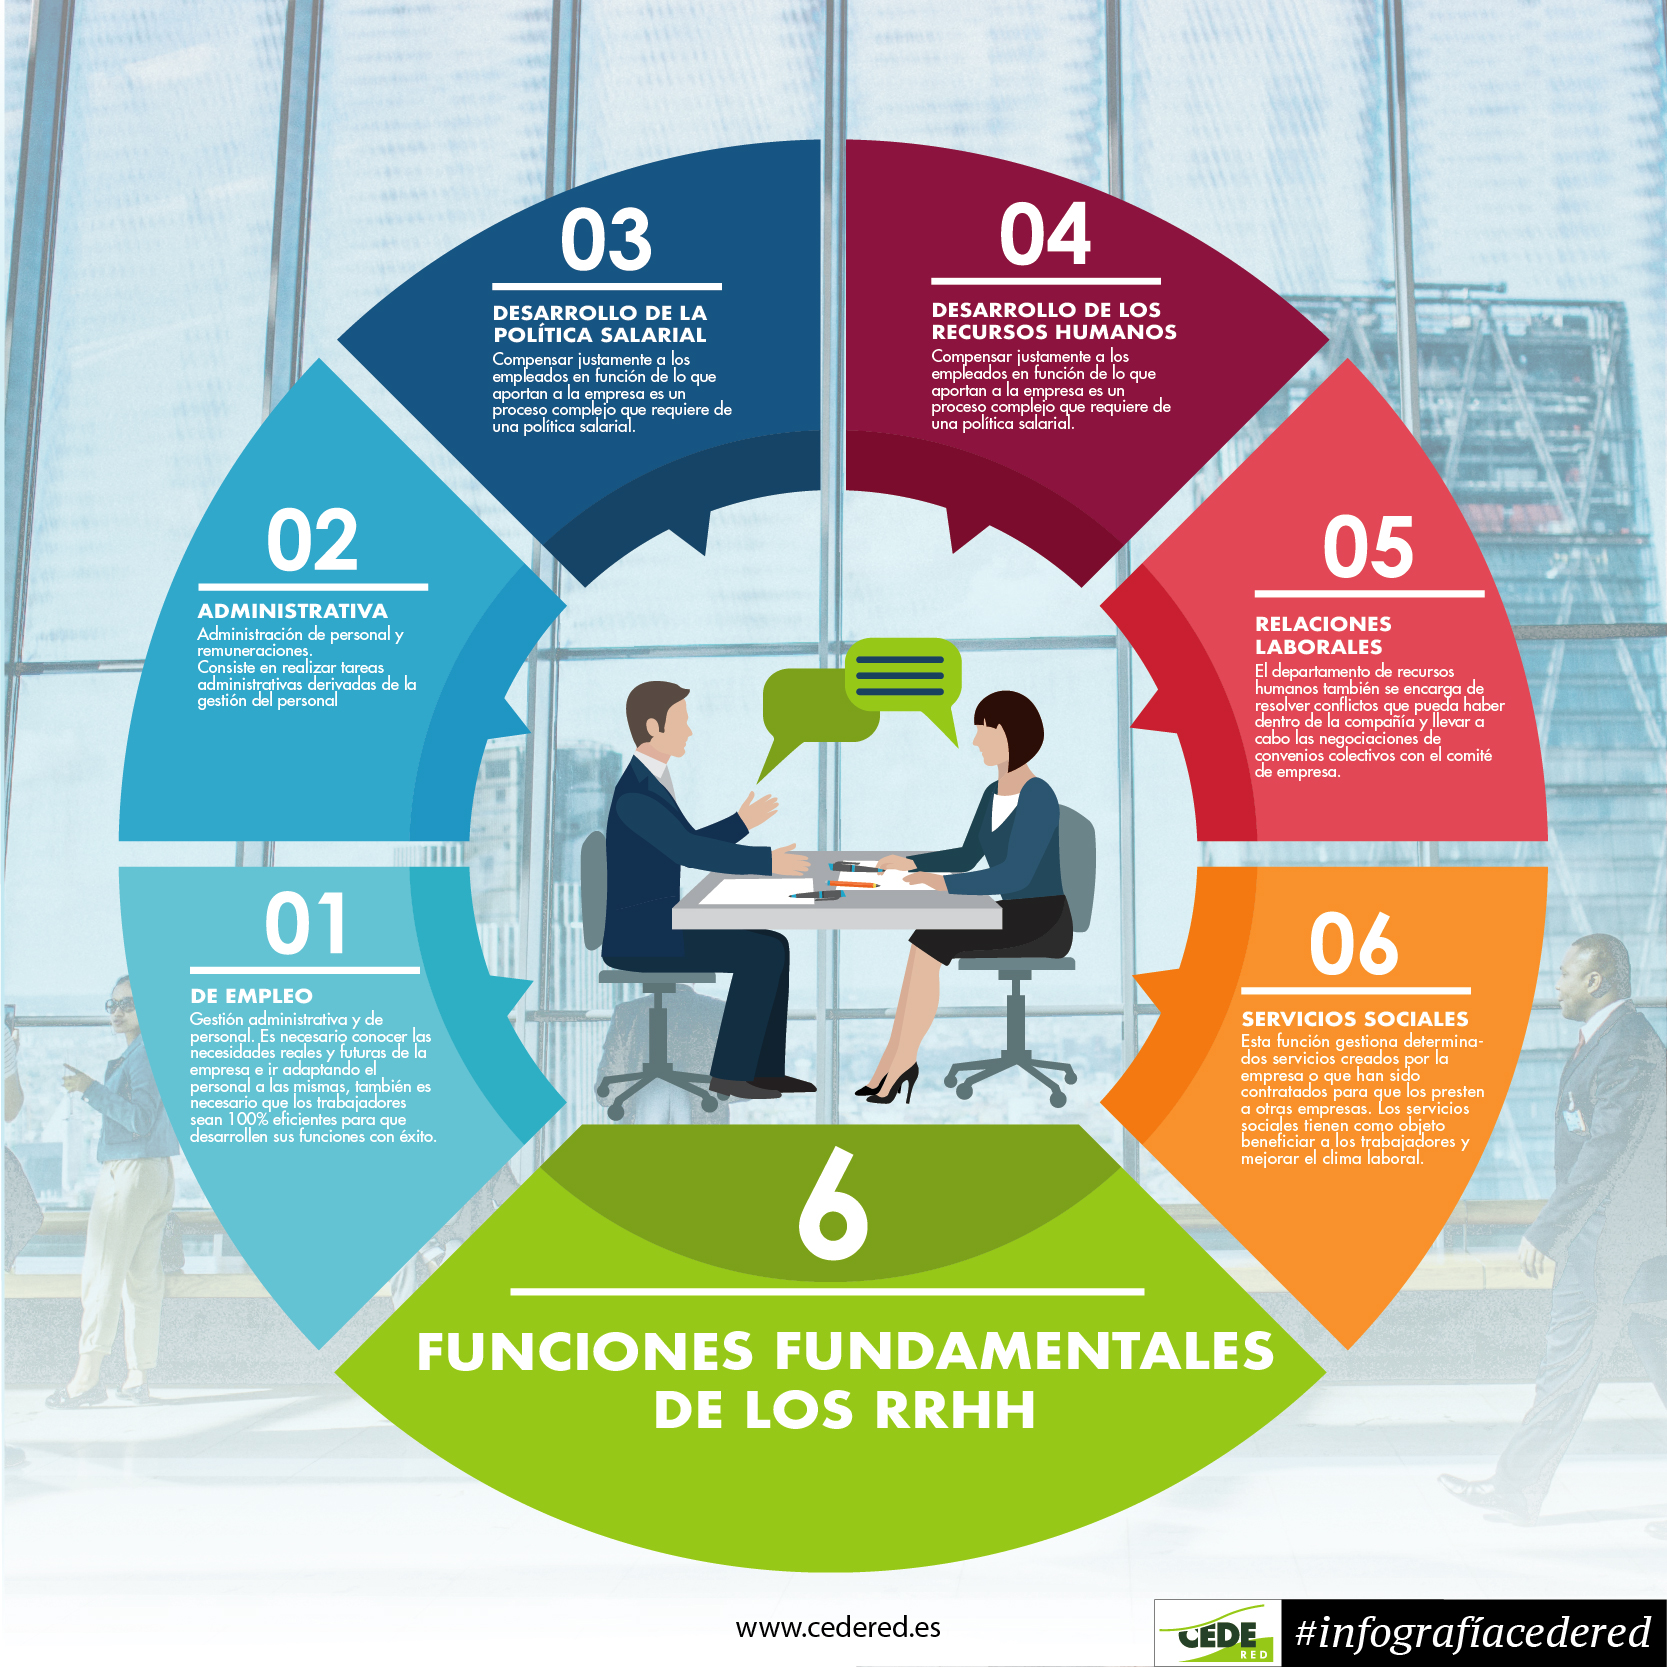 03
DESARROLLO DE LA
POLÍTICA SALARIAL
Compensar justamente a los
empleados en función de lo que
aportan a la empresa es un
proceso complejo que requiere de
una política salarial.
04
DESARROLLO DE LOS
RECURSOS HUMANOS
Compensar justamente a los
empleados en función de lo que
aportan a la empresa es un
proceso complejo que requiere de
una política salarial.
02
ADMINISTRATIVA
Administración de personal y
remuneraciones.
Consiste en realizar tareas
administrativas derivadas de la
gestión del personal
05
RELACIONES
LABORALES
El departamento de recursos
humanos también se encarga de
resolver conflictos que pueda haber
dentro de la compañía y llevar a
cabo las negociaciones de
convenios colectivos con el comité
de empresa.
01
DE EMPLEO
Gestión administrativa y de
personal. Es necesario conocer las
necesidades reales y futuras de la
empresa e ir adaptando el
personal a las mismas, también es
necesario que los trabajadores
sean 100% eficientes para que
desarrollen sus funciones con éxito.
06
SERVICIOS SOCIALES
Esta función gestiona determina-
dos servicios creados por la
empresa o que han sido
contratados para que los presten
a otras empresas. Los servicios
sociales tienen como objeto
beneficiar a los trabajadores y
mejorar el clima laboral.
6
FUNCIONES FUNDAMENTALES
DE LOS RRHH
www.cedered.es
CEDE
RED
#infografíacedered